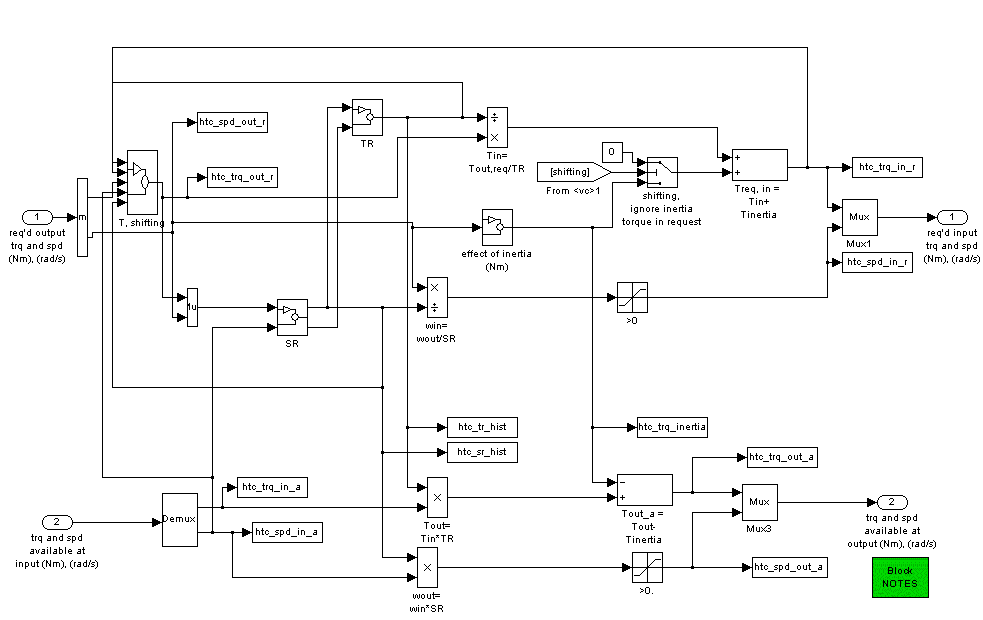 htc_spd_out_r
TR
÷
×
Tin=
Tout,req/TR
0
[shifting]
From <vc>1
shifting,
ignore inertia
torque in request
+
+
Treq, in =
Tin+
Tinertia
htc_trq_in_r
htc_trq_out_r
T, shifting
1
m
req'd output
trq and spd
(Nm), (rad/s)
Mux
Mux1
1
req'd input
trq and spd
(Nm), (rad/s)
effect of inertia
(Nm)
htc_spd_in_r
SR
×
÷
win=
wout/SR
>0
htc_tr_hist
htc_sr_hist
htc_trq_inertia
htc_trq_out_a
htc_trq_in_a
2
trq and spd
available at
input (Nm), (rad/s)
Demux
htc_spd_in_a
×
Tout=
Tin*TR
−
+
Tout_a =
Tout-
Tinertia
Mux
Mux3
2
trq and spd
available at
output (Nm), (rad/s)
×
wout=
win*SR
>0.
htc_spd_out_a
Block
NOTES